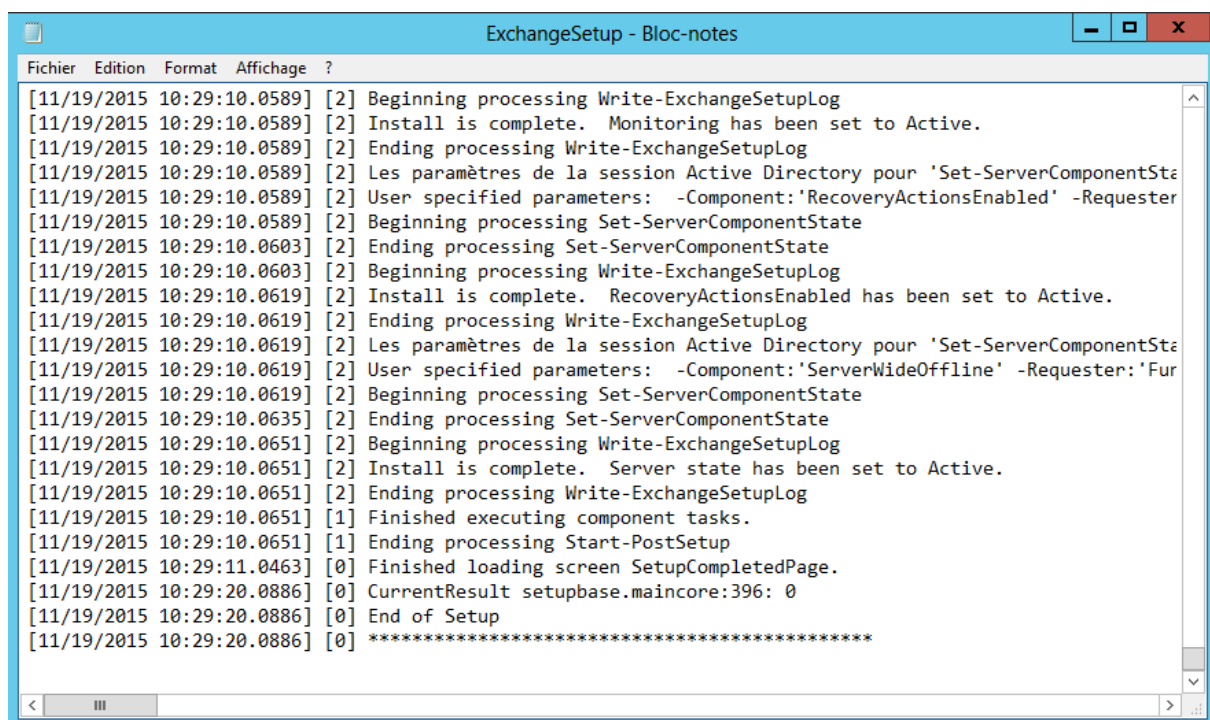 ExchangeSetup - Bloc-notes
Fichier Edition Format Affichage ?
[11/19/2015 10:29:10.0589] [2] Beginning processing Write-ExchangeSetupLog
[11/19/2015 10:29:10.0589] [2] Install is complete.  Monitoring has been set to Active.
[11/19/2015 10:29:10.0589] [2] Ending processing Write-ExchangeSetupLog
[11/19/2015 10:29:10.0589] [2] Les paramètres de la session Active Directory pour 'Set-ServerComponentSta
[11/19/2015 10:29:10.0589] [2] User specified parameters:  -Component:'RecoveryActionsEnabled' -Requester
[11/19/2015 10:29:10.0589] [2] Beginning processing Set-ServerComponentState
[11/19/2015 10:29:10.0603] [2] Ending processing Set-ServerComponentState
[11/19/2015 10:29:10.0603] [2] Beginning processing Write-ExchangeSetupLog
[11/19/2015 10:29:10.0619] [2] Install is complete.  RecoveryActionsEnabled has been set to Active.
[11/19/2015 10:29:10.0619] [2] Ending processing Write-ExchangeSetupLog
[11/19/2015 10:29:10.0619] [2] Les paramètres de la session Active Directory pour 'Set-ServerComponentSta
[11/19/2015 10:29:10.0619] [2] User specified parameters:  -Component:'ServerWideOffline' -Requester:'Fun
[11/19/2015 10:29:10.0619] [2] Beginning processing Set-ServerComponentState
[11/19/2015 10:29:10.0635] [2] Ending processing Set-ServerComponentState
[11/19/2015 10:29:10.0651] [2] Beginning processing Write-ExchangeSetupLog
[11/19/2015 10:29:10.0651] [2] Install is complete.  Server state has been set to Active.
[11/19/2015 10:29:10.0651] [2] Ending processing Write-ExchangeSetupLog
[11/19/2015 10:29:10.0651] [1] Finished executing component tasks.
[11/19/2015 10:29:10.0651] [1] Ending processing Start-PostSetup
[11/19/2015 10:29:11.0463] [0] Finished loading screen SetupCompletedPage.
[11/19/2015 10:29:20.0886] [0] CurrentResult setupbase.maincore:396: 0
[11/19/2015 10:29:20.0886] [0] End of Setup
[11/19/2015 10:29:20.0886] [0] **********************************************